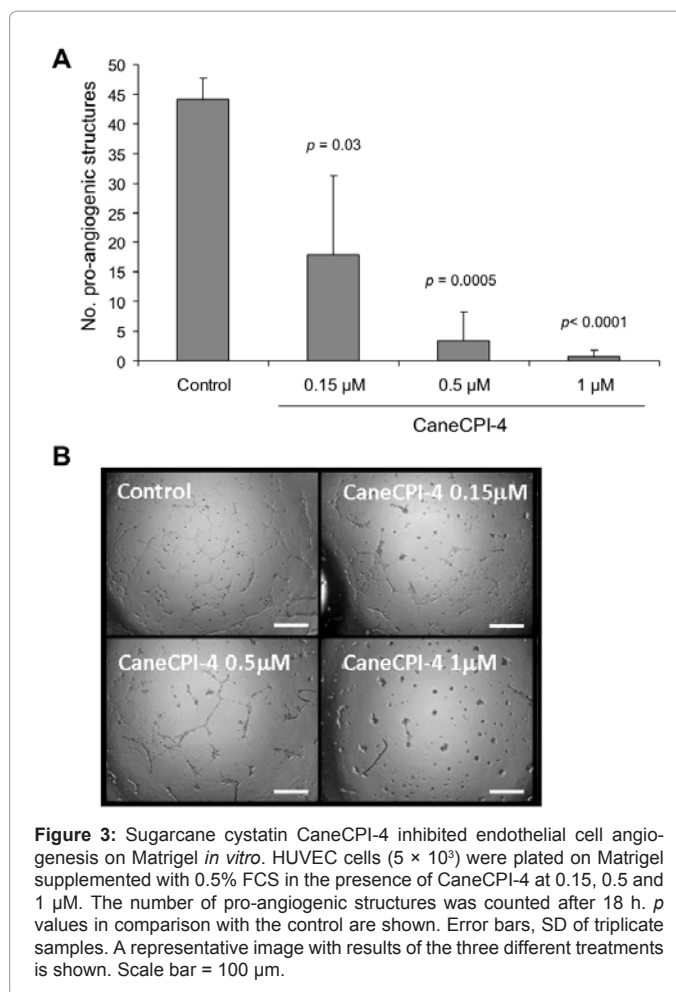 A
No. pro-angiogenic structures
50
45
40
35
30
25
20
15
10
5
0
p = 0.03
p = 0.0005
p< 0.0001
Control
0.15 µM
0.5 µM
1 µM
CaneCPI-4
B
Control
CaneCPI-4 0.15µM
CaneCPI-4 0.5µM
CaneCPI-4 1µM
Figure 3: Sugarcane cystatin CaneCPI-4 inhibited endothelial cell angio-
genesis on Matrigel in vitro. HUVEC cells (5 × 10³) were plated on Matrigel
supplemented with 0.5% FCS in the presence of CaneCPI-4 at 0.15, 0.5 and
1 µM. The number of pro-angiogenic structures was counted after 18 h. p
values in comparison with the control are shown. Error bars, SD of triplicate
samples. A representative image with results of the three different treatments
is shown. Scale bar = 100 µm.